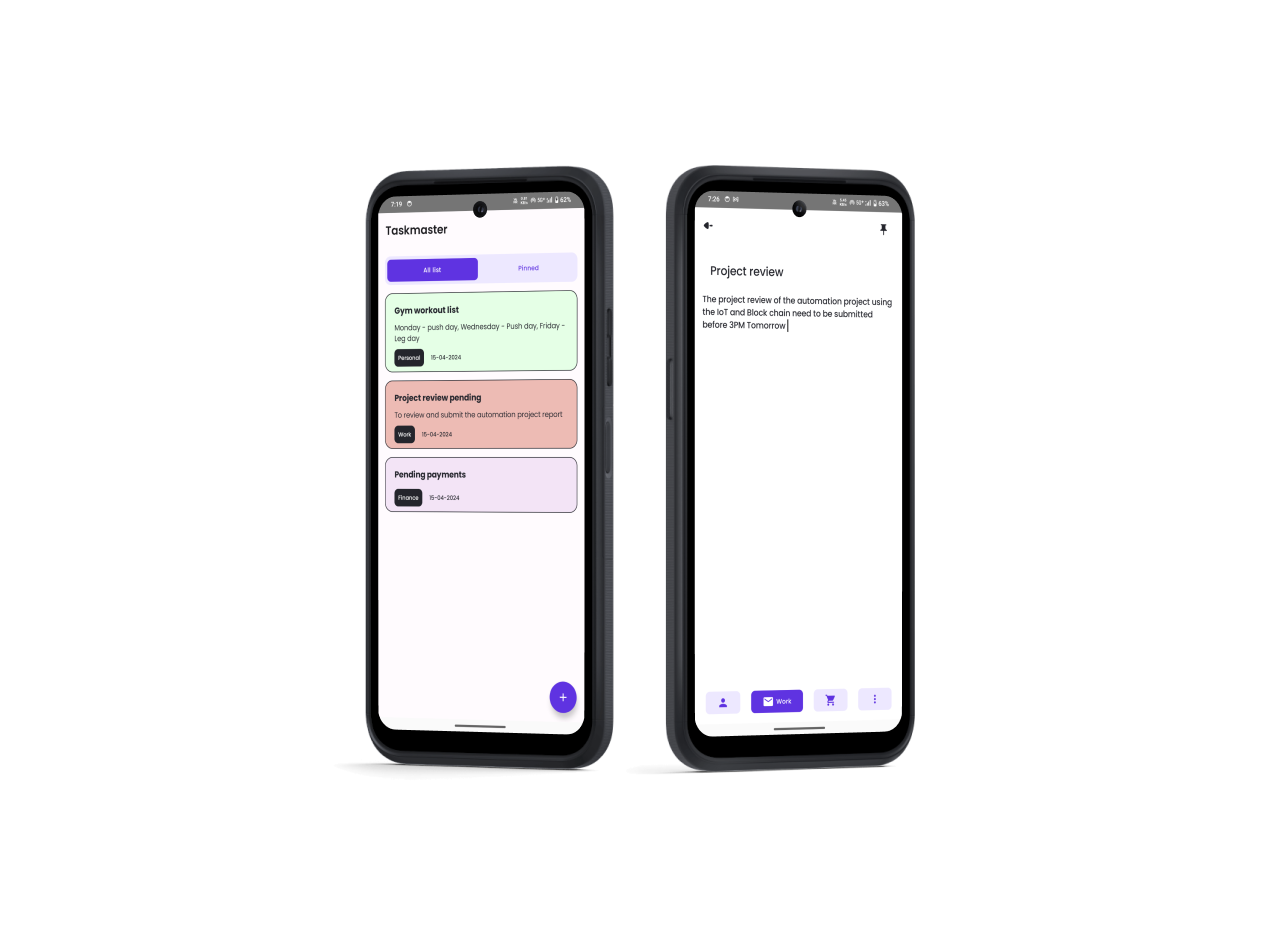 7:19
5G+
62%
Taskmaster
All list
Pinned
Gym workout list
Monday - push day, Wednesday - Push day, Friday -
Leg day
Personal
15-04-2024
Project review pending
To review and submit the automation project report
Work
15-04-2024
Pending payments
Finance
15-04-2024
+
7:26
5G+
63%
Project review
The project review of the automation project using
the IoT and Block chain need to be submitted
before 3PM Tomorrow
Work